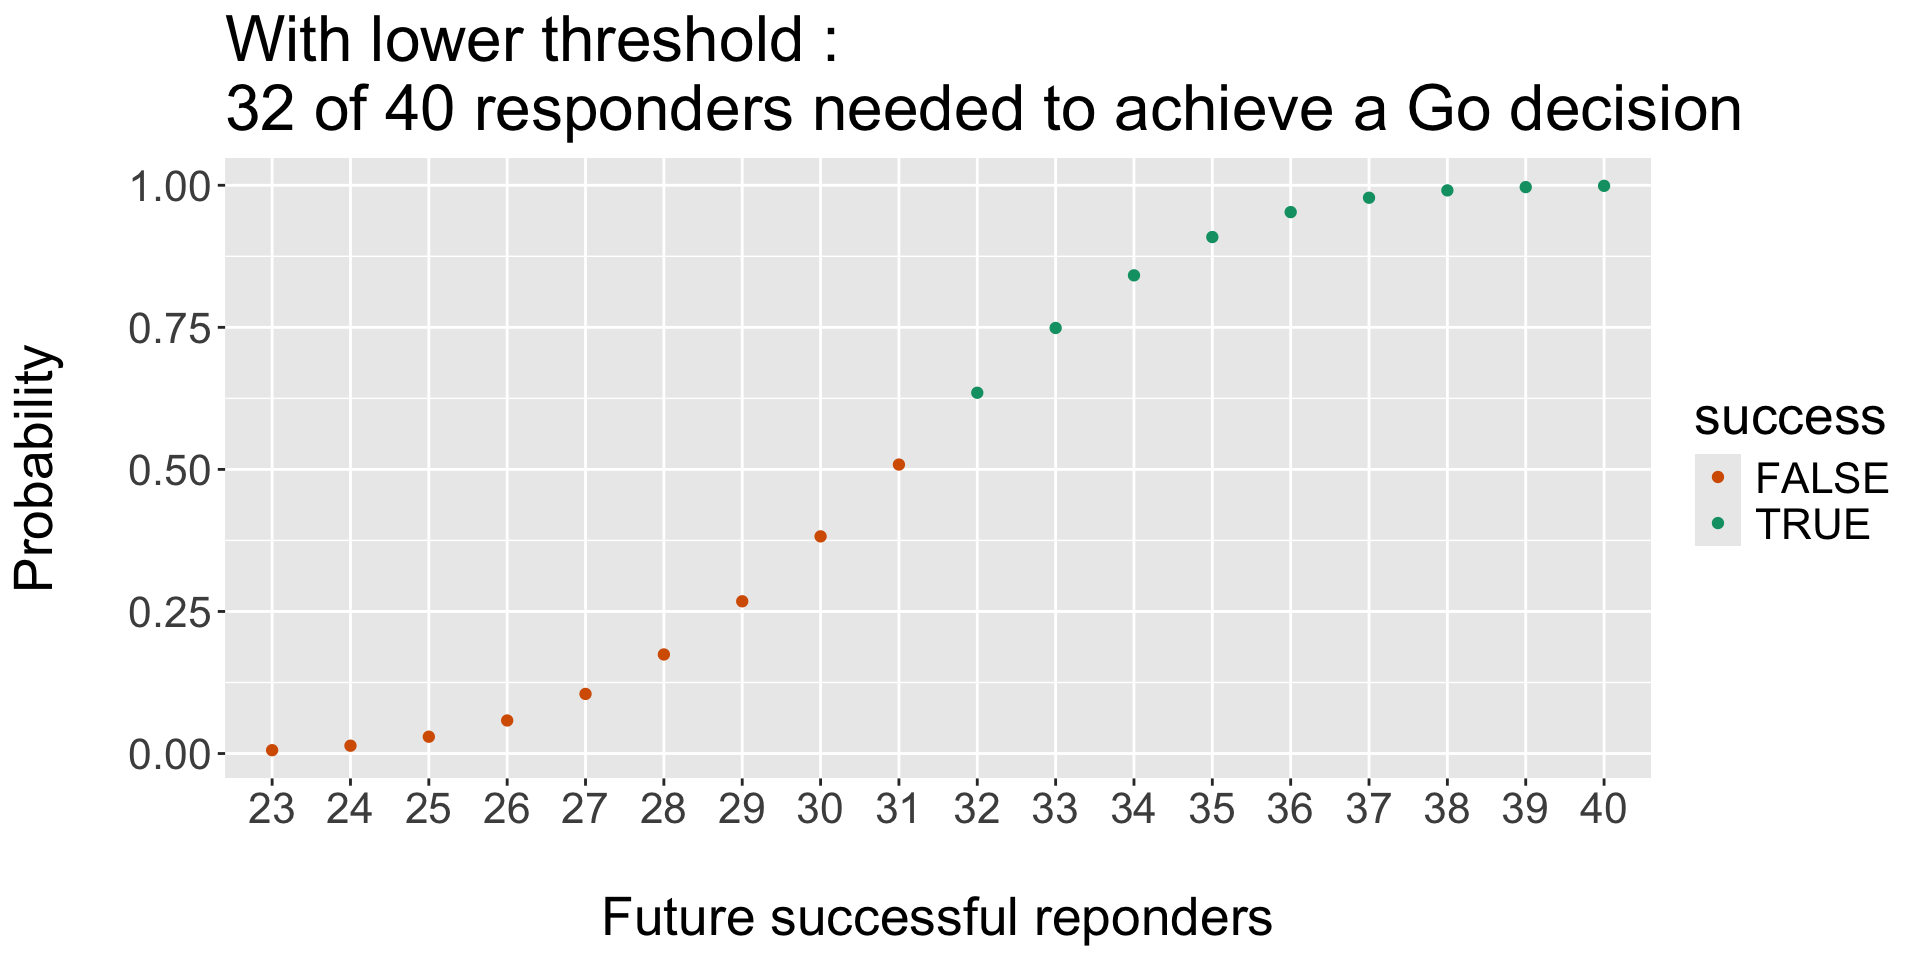 With lower threshold :
32 of 40 responders needed to achieve a Go decision
Probability
1.00
0.75
0.50
0.25
0.00
23 24 25 26 27 28 29 30 31 32 33 34 35 36 37 38 39 40
Future successful reponders
success
FALSE
TRUE